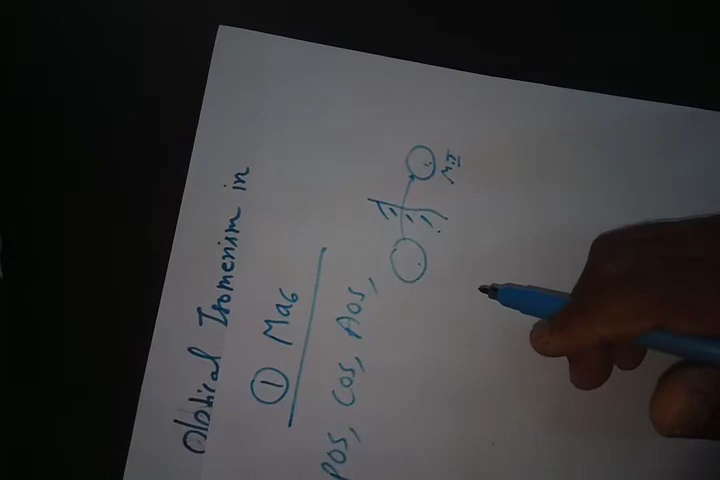 Optical Isomerism in
① Ma6
POS, COS, AOS,
M.I